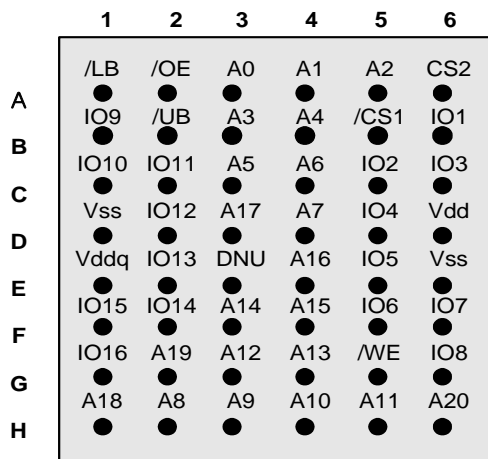 1 2 3 4 5 6
/LB /OE A0 A1 A2 CS2
A
IO9 /UB A3 A4 /CS1 IO1
B
IO10 IO11 A5 A6 IO2 IO3
C
Vss IO12 A17 A7 IO4 Vdd
D
Vddq IO13 DNU A16 IO5 Vss
E
IO15 IO14 A14 A15 IO6 IO7
F
IO16 A19 A12 A13 /WE IO8
G
A18 A8 A9 A10 A11 A20
H